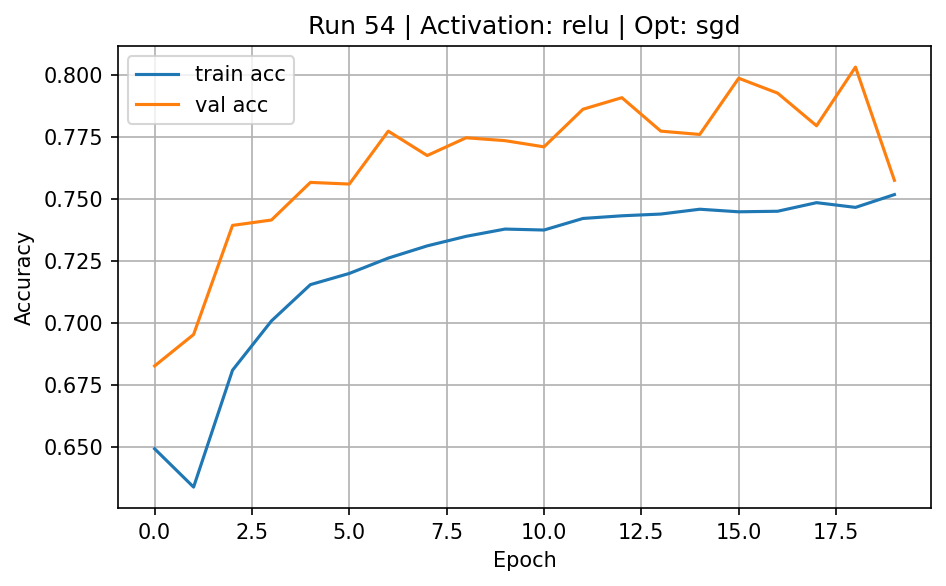 Run 54 | Activation: relu | Opt: sgd
train acc
val acc
0.800
0.775
0.750
0.725
0.700
0.675
0.650
Accuracy
0.0 2.5 5.0 7.5 10.0 12.5 15.0 17.5
Epoch